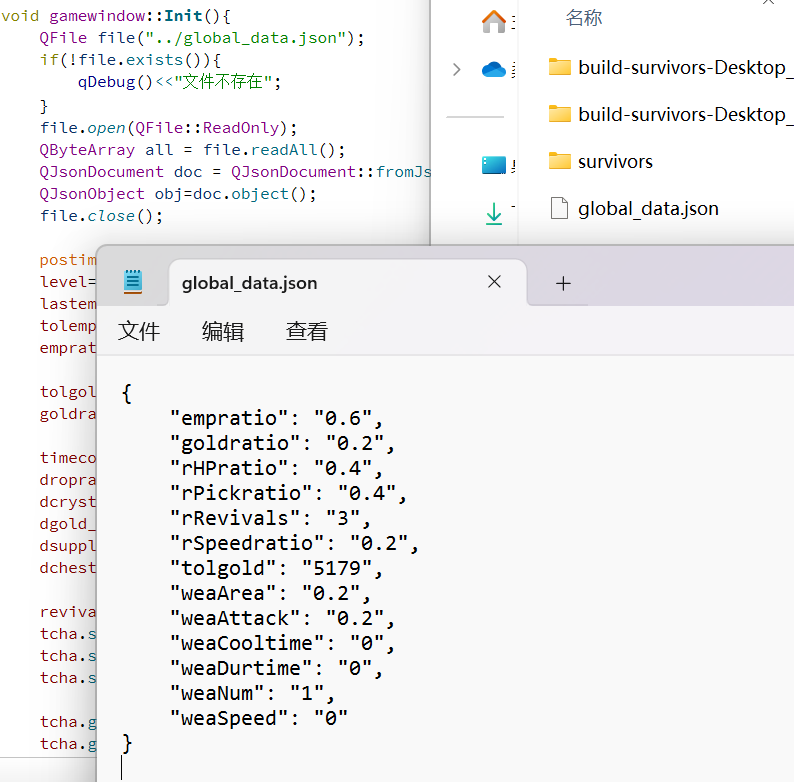 void gamewindow::Init(){
QFile file("../global_data.json");
if(!file.exists()){
qDebug()<<"文件不存在";
}
file.open(QFile::ReadOnly);
QByteArray all = file.readAll();
QJsonDocument doc = QJsonDocument::fromJs
QJsonObject obj=doc.object();
file.close();
postim
level=
lastem
tolemp
emprat
tolgol
goldra
timeco
dropra
dcryst
dgold_
dsuppl
dchest
reviva
tcha.s
tcha.s
tcha.s
tcha.g
tcha.g
名称
build-survivors-Desktop_
build-survivors-Desktop_
survivors
global_data.json
global_data.json
文件 编辑 查看
{
"empratio": "0.6",
"goldratio": "0.2",
"rHPratio": "0.4",
"rPickratio": "0.4",
"rRevivals": "3",
"rSpeedratio": "0.2",
"tolgold": "5179",
"weaArea": "0.2",
"weaAttack": "0.2",
"weaCooltime": "0",
"weaDurtime": "0",
"weaNum": "1",
"weaSpeed": "0"
}